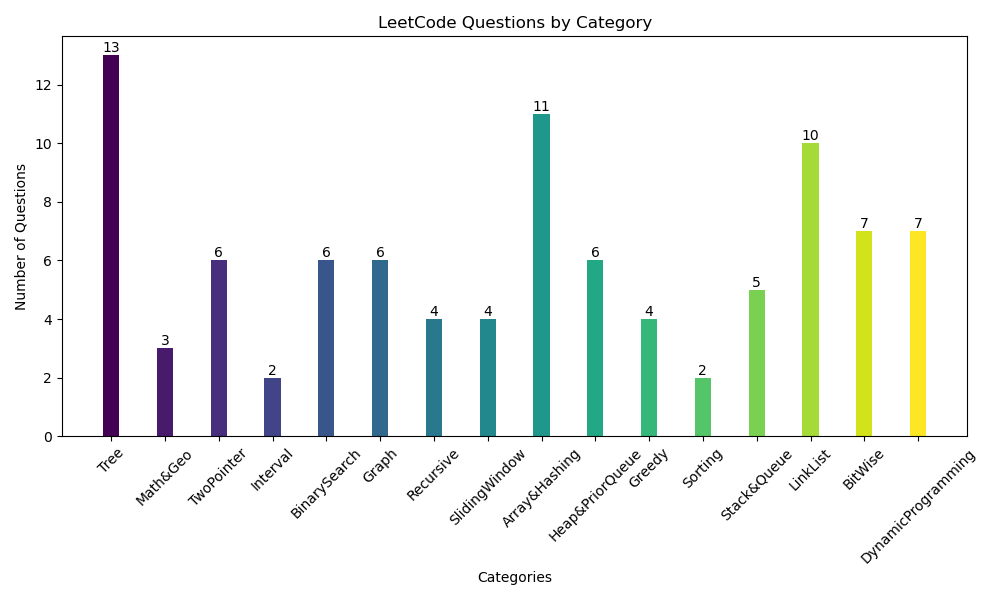 LeetCode Questions by Category
Number of Questions
12
10
8
6
4
2
0
13
3
6
2
6
6
4
4
11
6
4
2
5
10
7
7
Tree
Math&Geo
TwoPointer
Interval
BinarySearch
Graph
Recursive
SlidingWindow
Array&Hashing
Heap&PriorQueue
Greedy
Sorting
Stack&Queue
LinkList
BitWise
DynamicProgramming
Categories